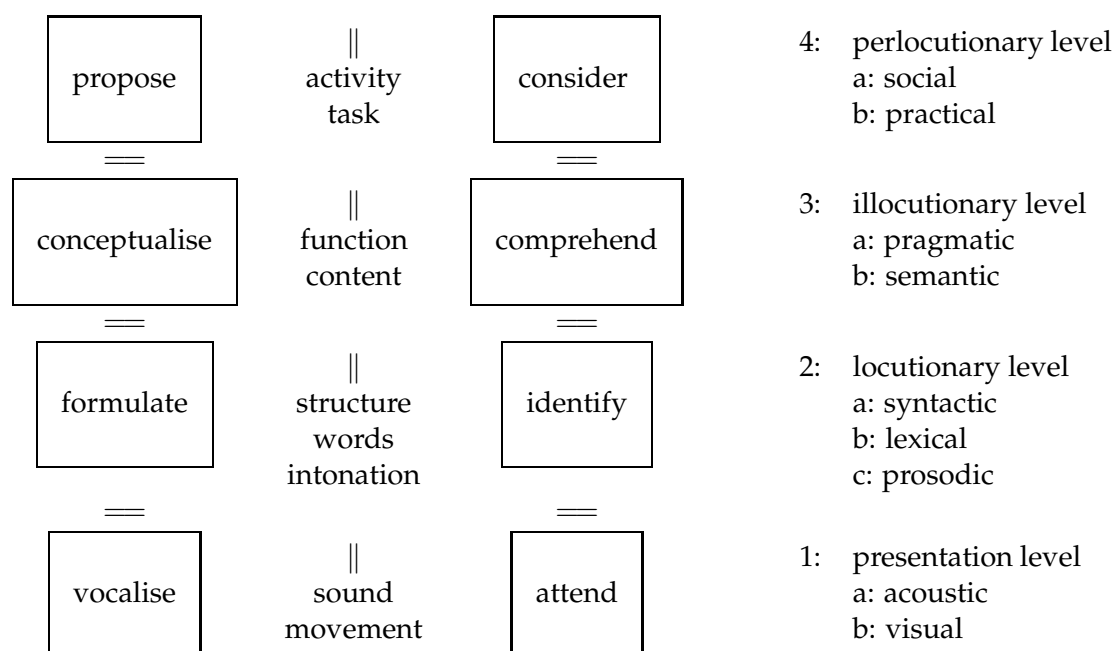 propose ‖ consider 4: perlocutionary level
activity a: social
task b: practical
== ==
conceptualise ‖ comprehend 3: illocutionary level
function a: pragmatic
content b: semantic
== ==
formulate ‖ identify 2: locutionary level
structure a: syntactic
words b: lexical
intonation c: prosodic
== ==
vocalise ‖ attend 1: presentation level
sound a: acoustic
movement b: visual